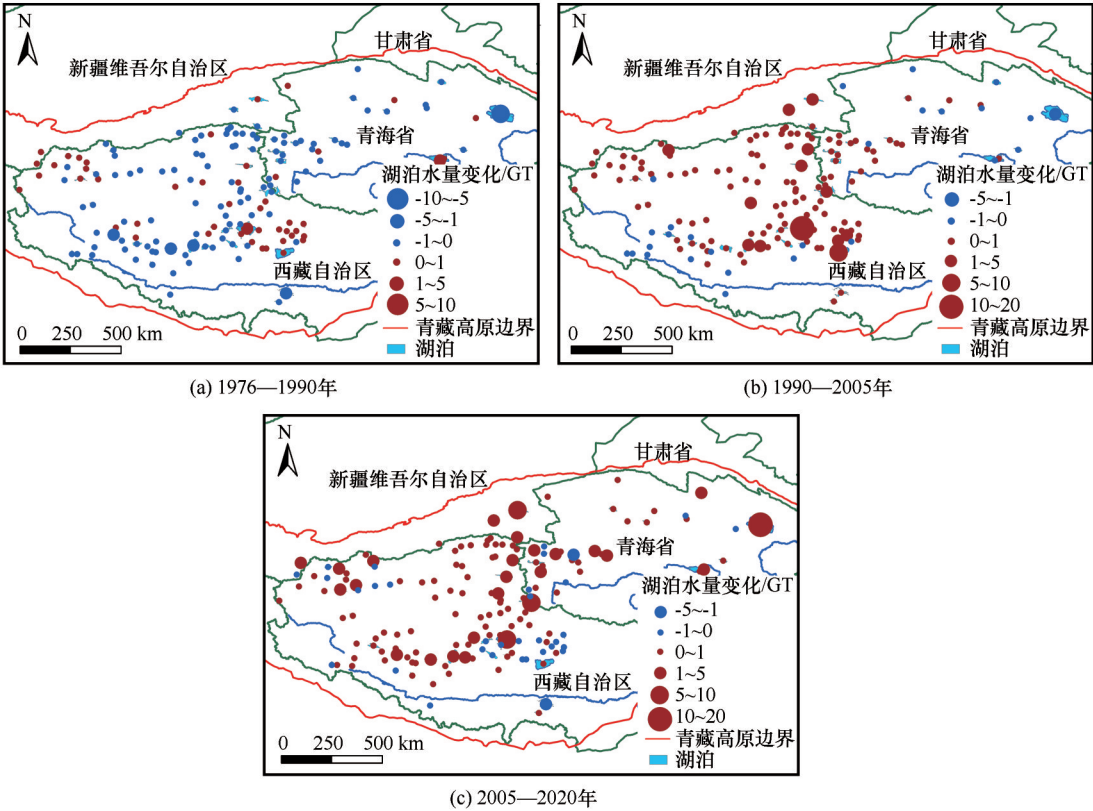 N
甘肃省
新疆维吾尔自治区
青海省
湖泊水量变化/GT
-10~-5
-5~-1
-1~0
0~1
1~5
5~10
西藏自治区
青藏高原边界
湖泊
0 250 500 km
(a) 1976—1990年
N
甘肃省
新疆维吾尔自治区
青海省
湖泊水量变化/GT
-5~-1
-1~0
0~1
1~5
5~10
10~20
西藏自治区
青藏高原边界
湖泊
0 250 500 km
(b) 1990—2005年
N
甘肃省
新疆维吾尔自治区
青海省
湖泊水量变化/GT
-5~-1
-1~0
0~1
1~5
5~10
10~20
西藏自治区
青藏高原边界
湖泊
0 250 500 km
(c) 2005—2020年